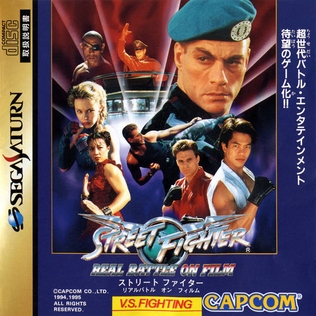 COMPACT
disc
取扱説明書
SEGA SATURN
超世代バトル・エンタテインメント
待望のゲーム化!!
STREET FIGHTER
REAL BATTLE ON FILM
ストリート ファイター
リアルバトル オン フィルム
©CAPCOM CO.,LTD.
1994,1995
ALL RIGHTS
RESERVED.
V.S. FIGHTING
CAPCOM